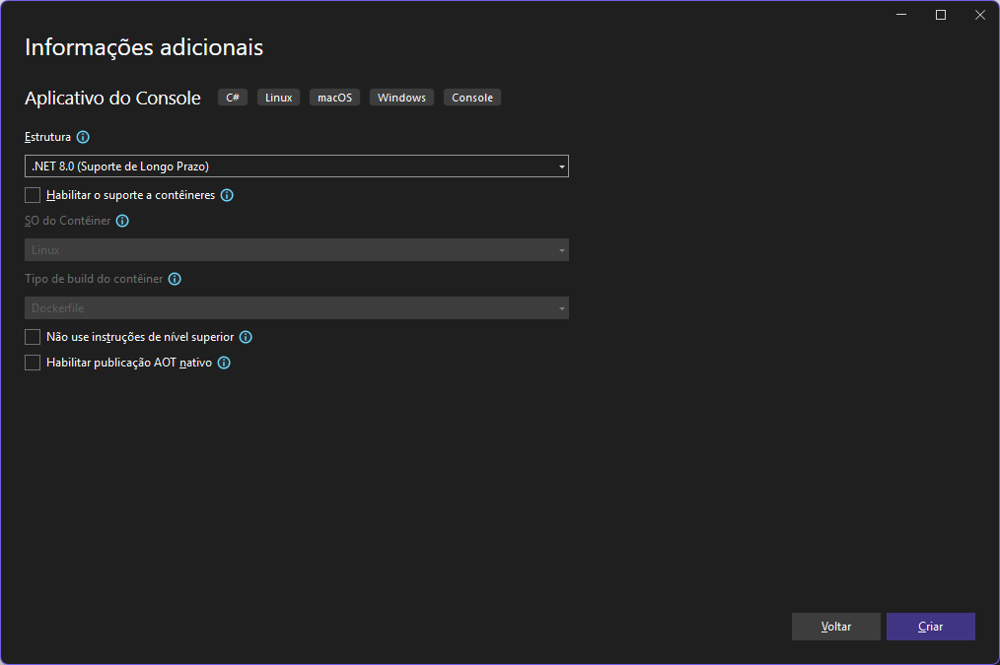 Informações adicionais
Aplicativo do Console C# Linux macOS Windows Console
Estrutura
.NET 8.0 (Suporte de Longo Prazo)
Habilitar o suporte a contêineres
SO do Contêiner
Linux
Tipo de build do contêiner
Dockerfile
Não use instruções de nível superior
Habilitar publicação AOT nativo
Voltar Criar